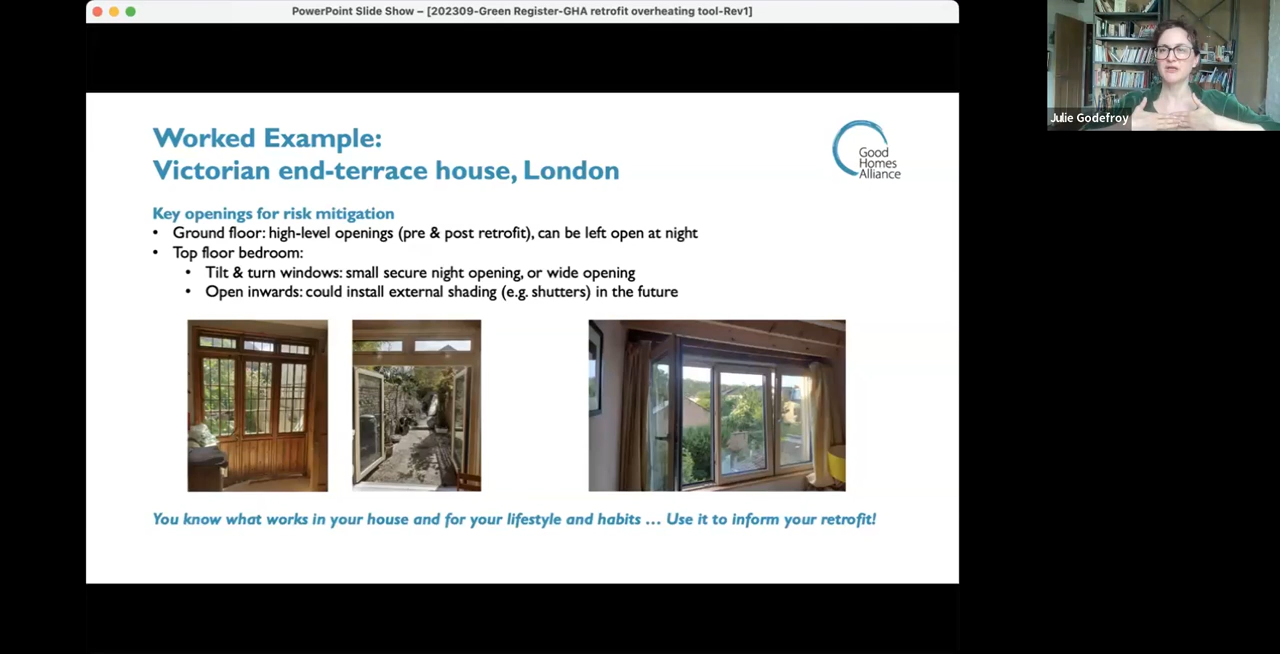 PowerPoint Slide Show – [202309-Green Register-GHA retrofit overheating tool-Rev1]
Julie Godefroy
Worked Example:
Victorian end-terrace house, London
Good
Homes
Alliance
Key openings for risk mitigation
• Ground floor: high-level openings (pre & post retrofit), can be left open at night
• Top floor bedroom:
• Tilt & turn windows: small secure night opening, or wide opening
• Open inwards: could install external shading (e.g. shutters) in the future
You know what works in your house and for your lifestyle and habits … Use it to inform your retrofit!